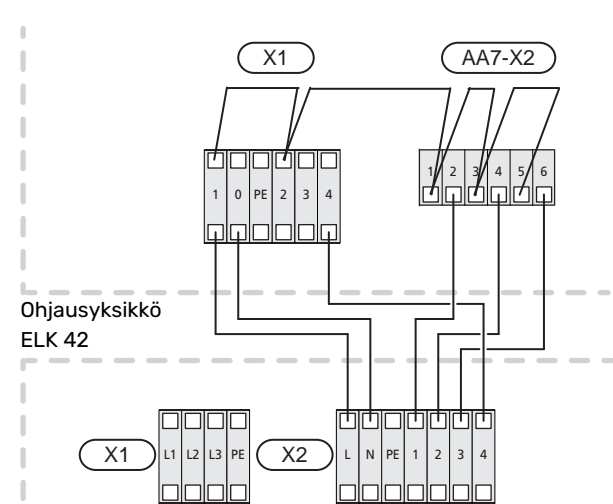 X1 AA7-X2
1 0 PE 2 3 4
1 2 3 4 5 6
Ohjausyksikkö
ELK 42
X1 L1 L2 L3 PE X2 L N PE 1 2 3 4